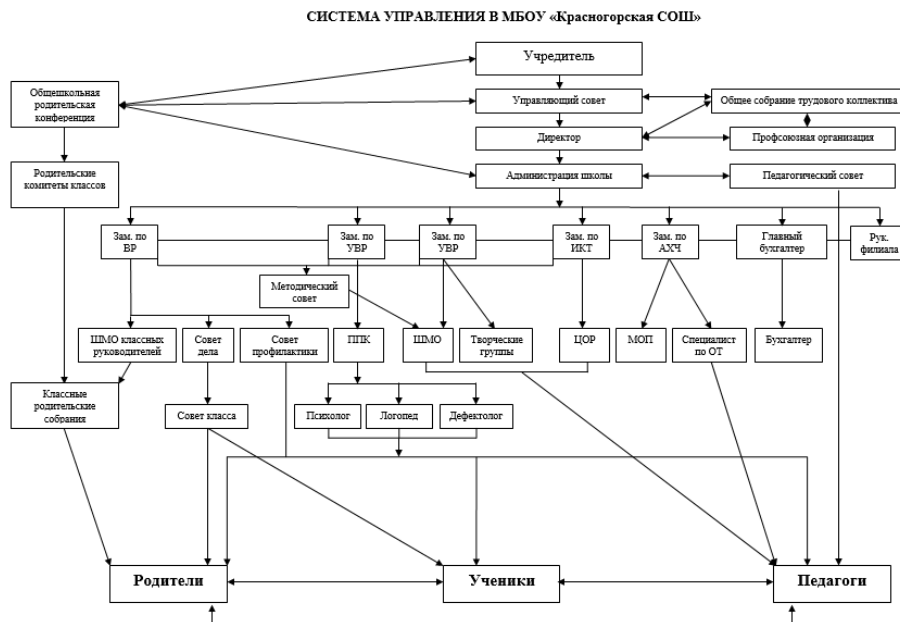 СИСТЕМА УПРАВЛЕНИЯ В МБОУ «Красногорская СОШ»
Учредитель
Общешкольная
родительская
конференция
Управляющий совет
Общее собрание трудового коллектива
Директор
Профсоюзная организация
Родительские
комитеты классов
Администрация школы
Педагогический совет
Зам. по
ВР
Зам. по
УВР
Зам. по
УВР
Зам. по
ИКТ
Зам. по
АХЧ
Главный
бухгалтер
Рук.
филиала
Методический
совет
ШМО классных
руководителей
Совет
дела
Совет
профилактики
ППК
ШМО
Творческие
группы
ЦОР
МОП
Специалист
по ОТ
Бухгалтер
Классные
родительские
собрания
Совет класса
Психолог
Логопед
Дефектолог
Родители
Ученики
Педагоги